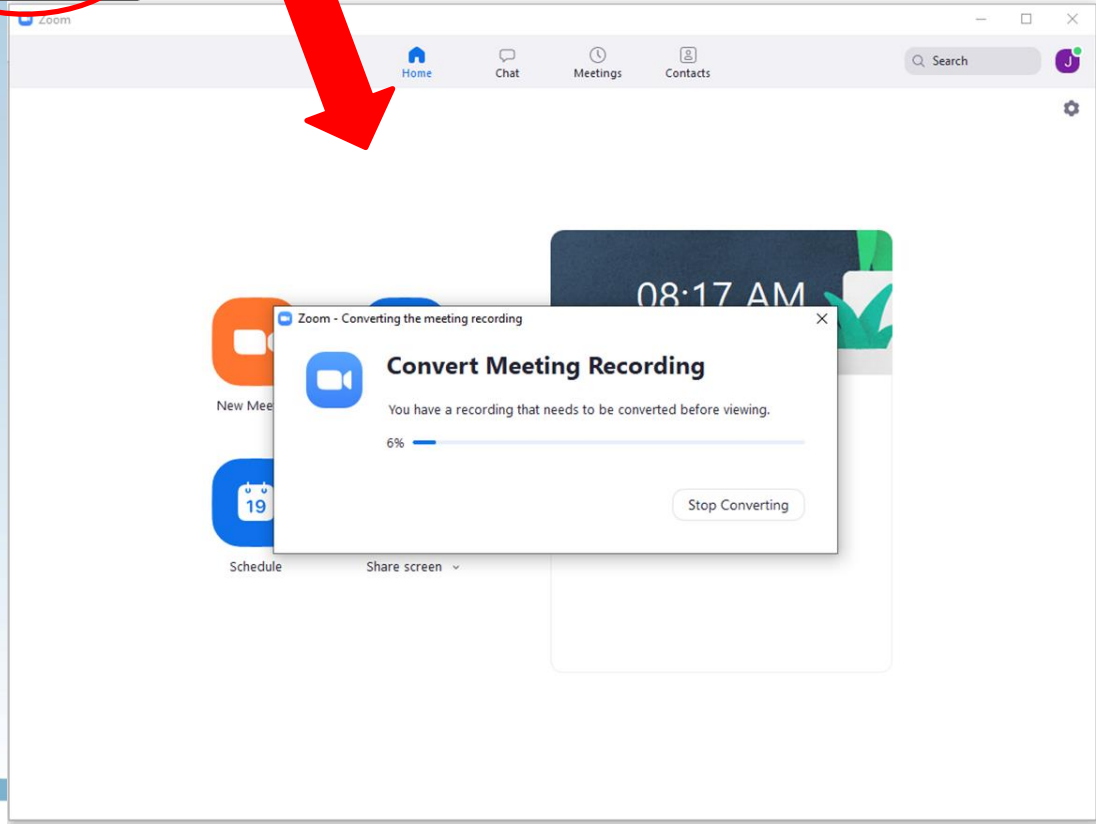 Zoom
Home
Chat
Meetings
Contacts
Search
J
08:17 AM
Zoom - Converting the meeting recording
Convert Meeting Recording
You have a recording that needs to be converted before viewing.
6%
Stop Converting
New Mee
19
Schedule
Share screen